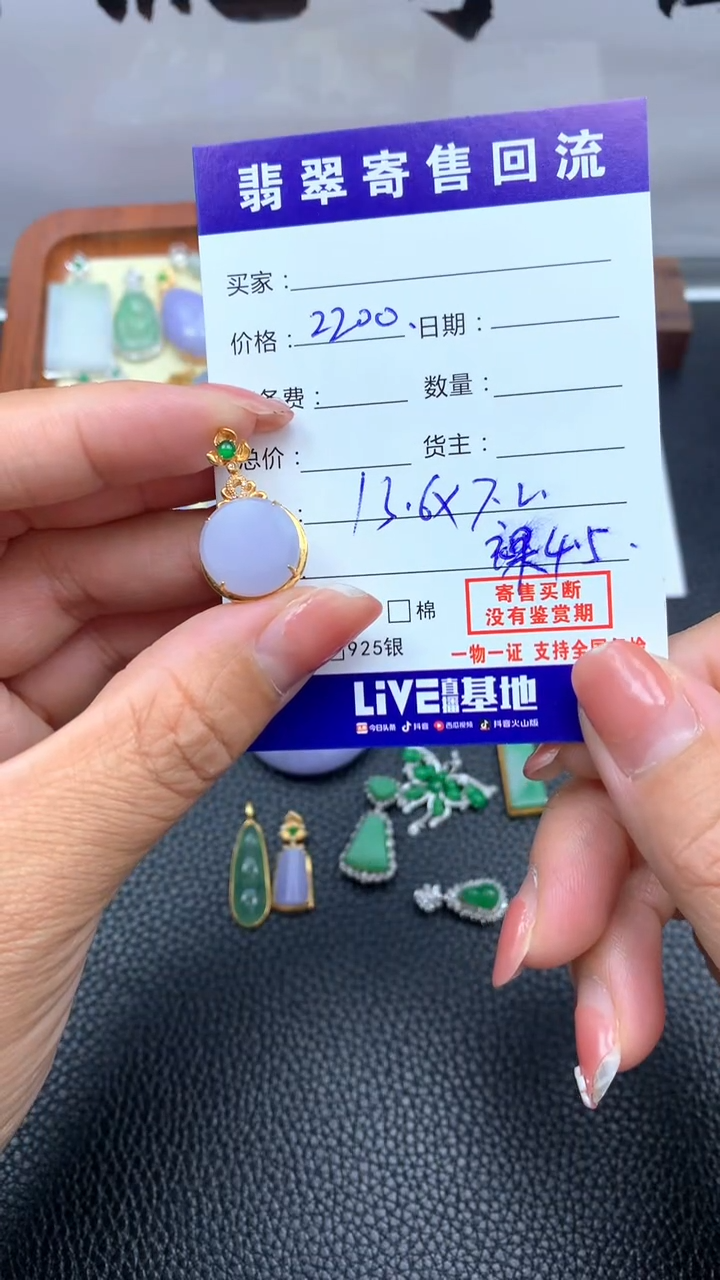 翡翠寄售回流
买家：
价格：2200. 日期：
费： 数量：
总价： 货主：
： 13.6x7.2
裸4.5.
□棉 寄售买断
没有鉴赏期
925银 一物一证 支持全国复检
LiVE直播基地
今日头条 抖音 西瓜视频 抖音火山版